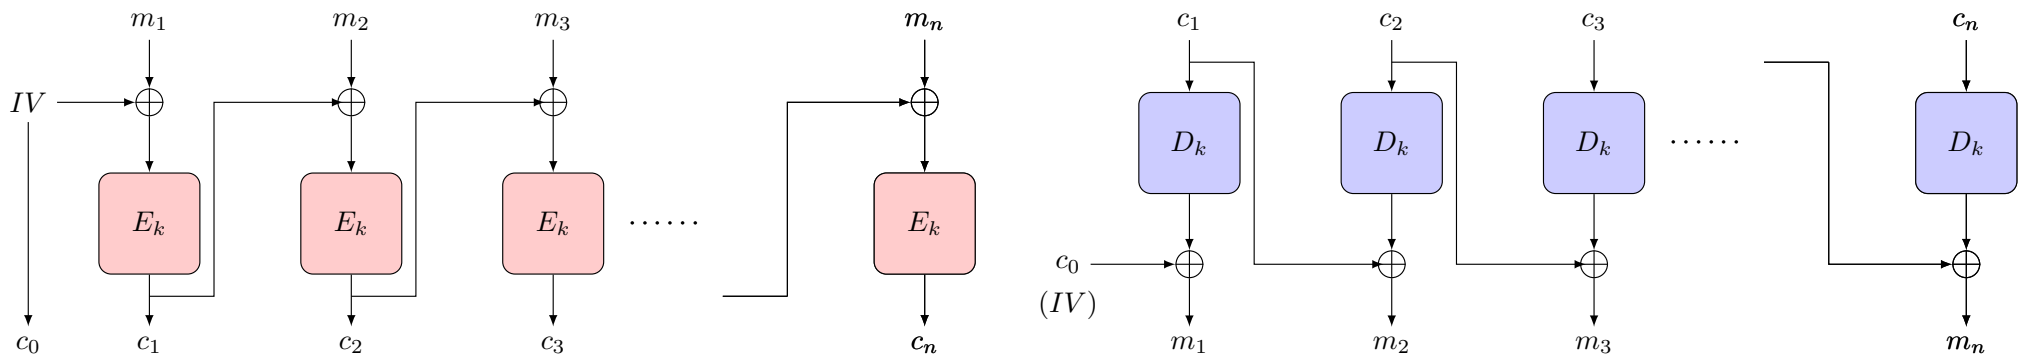 m₁ m₂ m₃ mₙ
IV
Eₖ Eₖ Eₖ ...... Eₖ
c₀ c₁ c₂ c₃ cₙ
c₁ c₂ c₃ cₙ
Dₖ Dₖ Dₖ ...... Dₖ
c₀
(IV)
m₁ m₂ m₃ mₙ